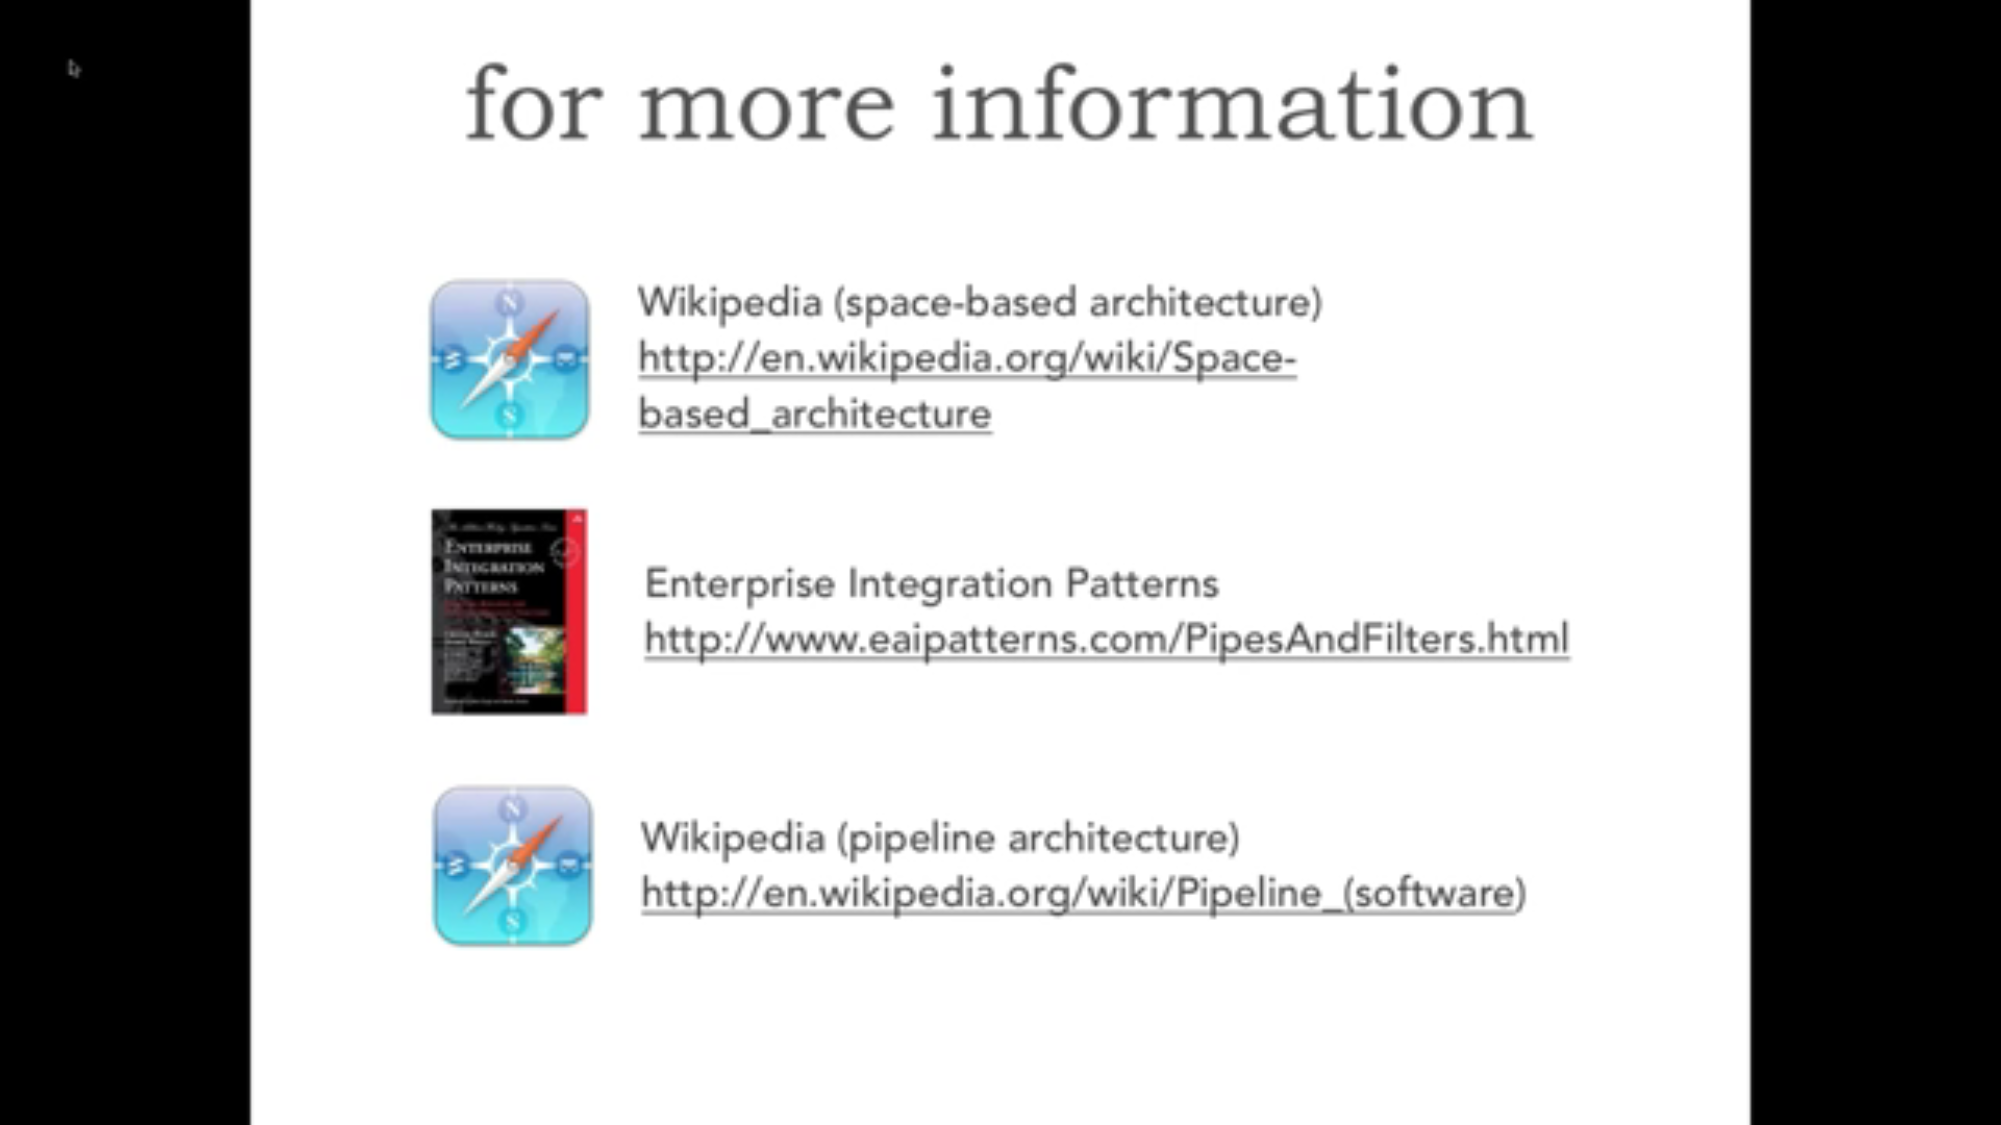 for more information
Wikipedia (space-based architecture)
http://en.wikipedia.org/wiki/Space-
based_architecture
ENTERPRISE
INTEGRATION
PATTERNS
Enterprise Integration Patterns
http://www.eaipatterns.com/PipesAndFilters.html
Wikipedia (pipeline architecture)
http://en.wikipedia.org/wiki/Pipeline_(software)